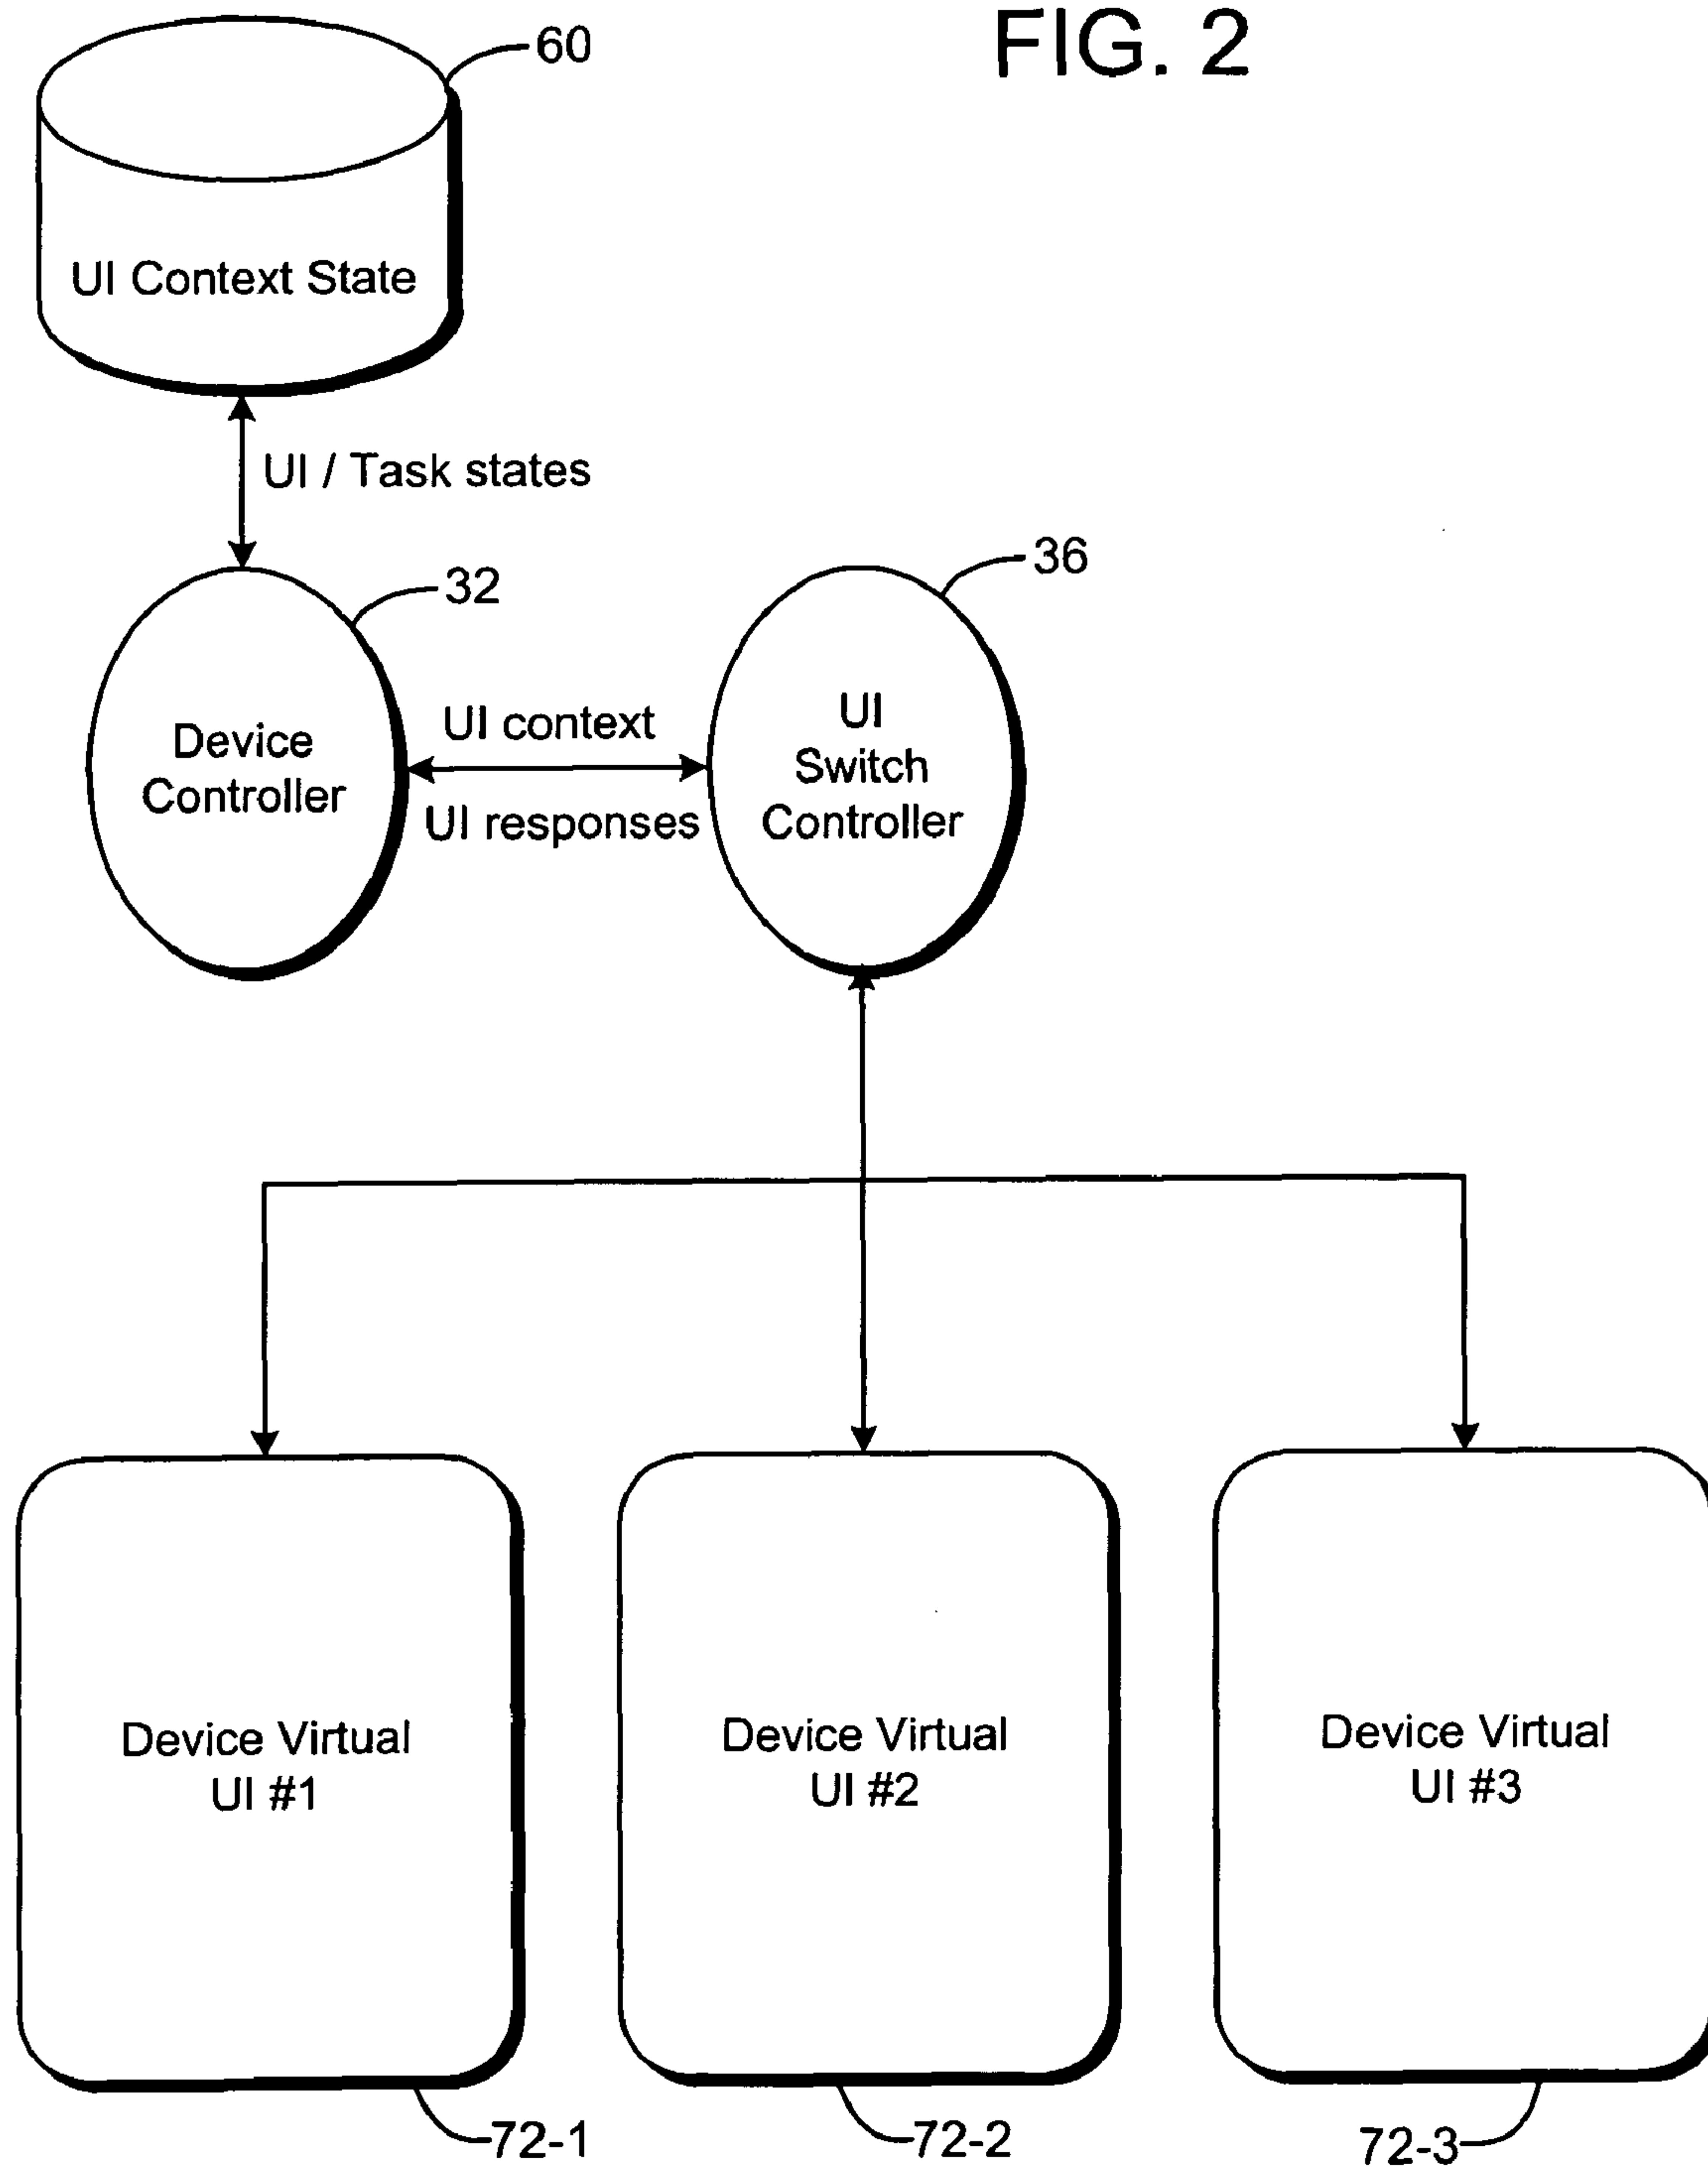 FIG. 2
60
UI Context State
UI / Task states
32
36
Device
Controller
UI context
UI responses
UI
Switch
Controller
Device Virtual
UI #1
Device Virtual
UI #2
Device Virtual
UI #3
72-1
72-2
72-3